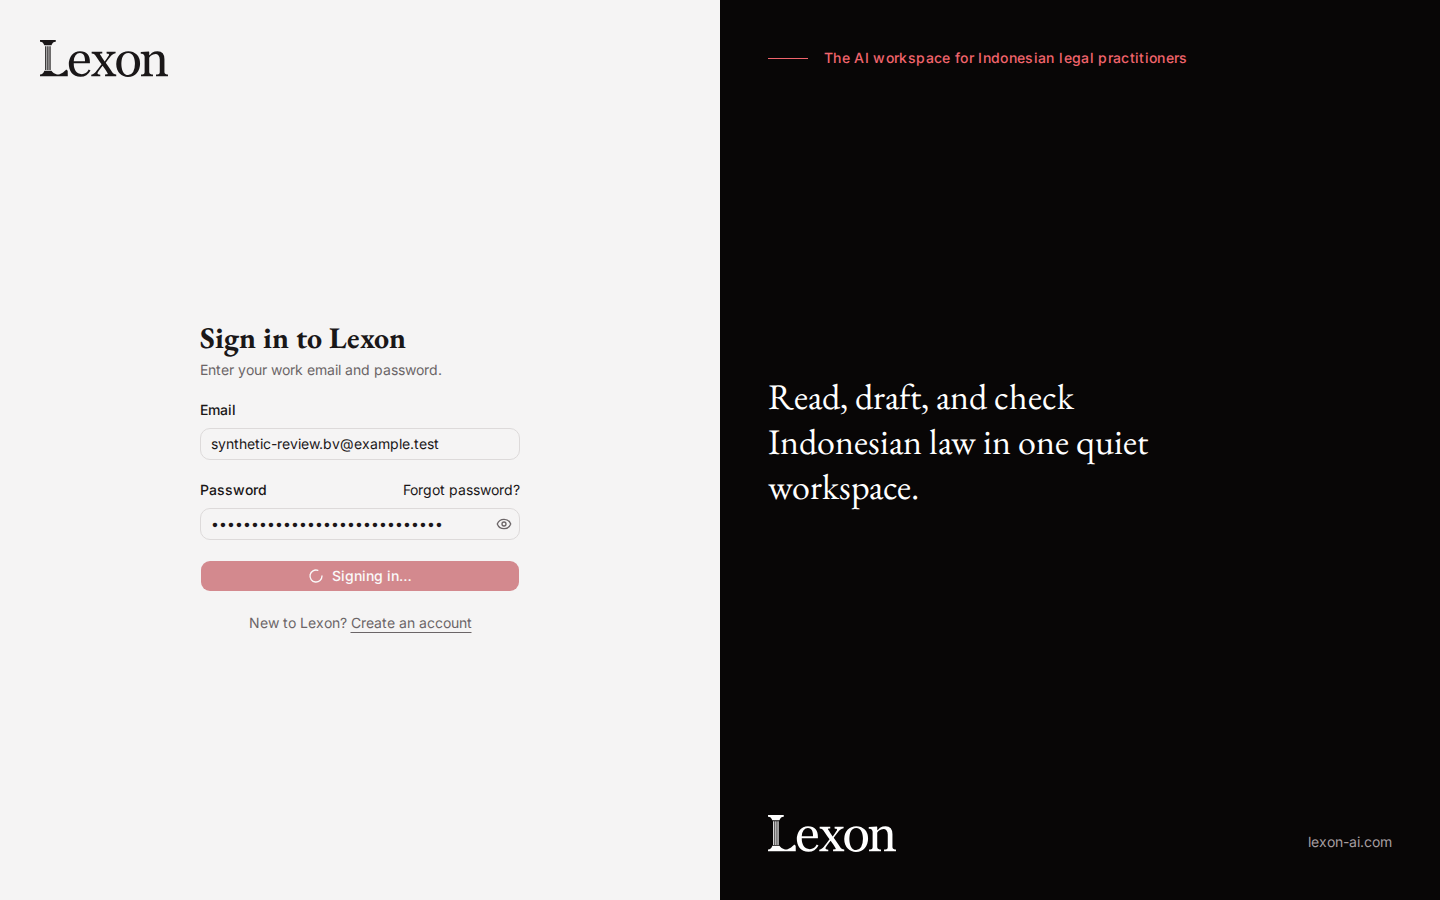 Lexon
Sign in to Lexon
Enter your work email and password.
Email
synthetic-review.bv@example.test
Password
Forgot password?
•••••••••••••••••••••••••••••
Signing in...
New to Lexon? Create an account
The AI workspace for Indonesian legal practitioners
Read, draft, and check
Indonesian law in one quiet
workspace.
Lexon
lexon-ai.com